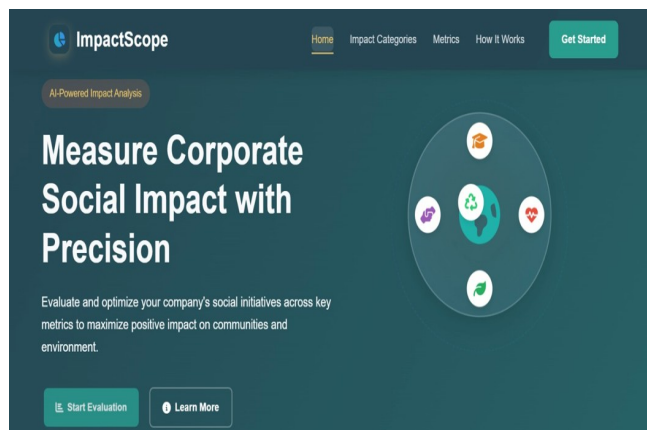 ImpactScope
Home
Impact Categories
Metrics
How It Works
Get Started
AI-Powered Impact Analysis
Measure Corporate
Social Impact with
Precision
Evaluate and optimize your company's social initiatives across key
metrics to maximize positive impact on communities and
environment.
Start Evaluation
Learn More